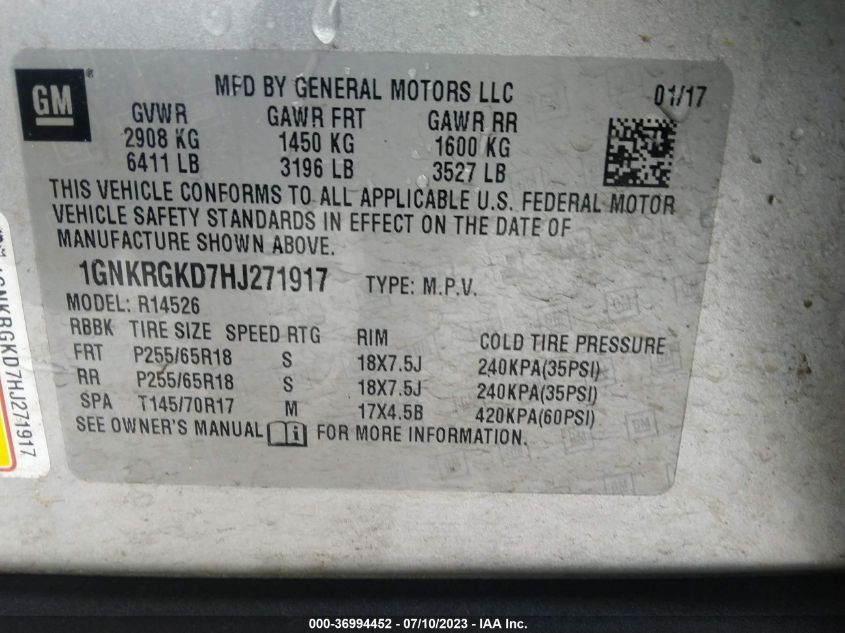 GM ® MFD BY GENERAL MOTORS LLC 01/17
GVWR GAWR FRT GAWR RR
2908 KG 1450 KG 1600 KG
6411 LB 3196 LB 3527 LB
THIS VEHICLE CONFORMS TO ALL APPLICABLE U.S. FEDERAL MOTOR
VEHICLE SAFETY STANDARDS IN EFFECT ON THE DATE OF
MANUFACTURE SHOWN ABOVE.
1GNKRGKD7HJ271917 TYPE: M.P.V.
MODEL: R14526
RBBK TIRE SIZE SPEED RTG RIM COLD TIRE PRESSURE
FRT P255/65R18 S 18X7.5J 240KPA(35PSI)
RR P255/65R18 S 18X7.5J 240KPA(35PSI)
SPA T145/70R17 M 17X4.5B 420KPA(60PSI)
SEE OWNER'S MANUAL FOR MORE INFORMATION.
1GNKRGKD7HJ271917
000-36994452 - 07/10/2023 - IAA Inc.